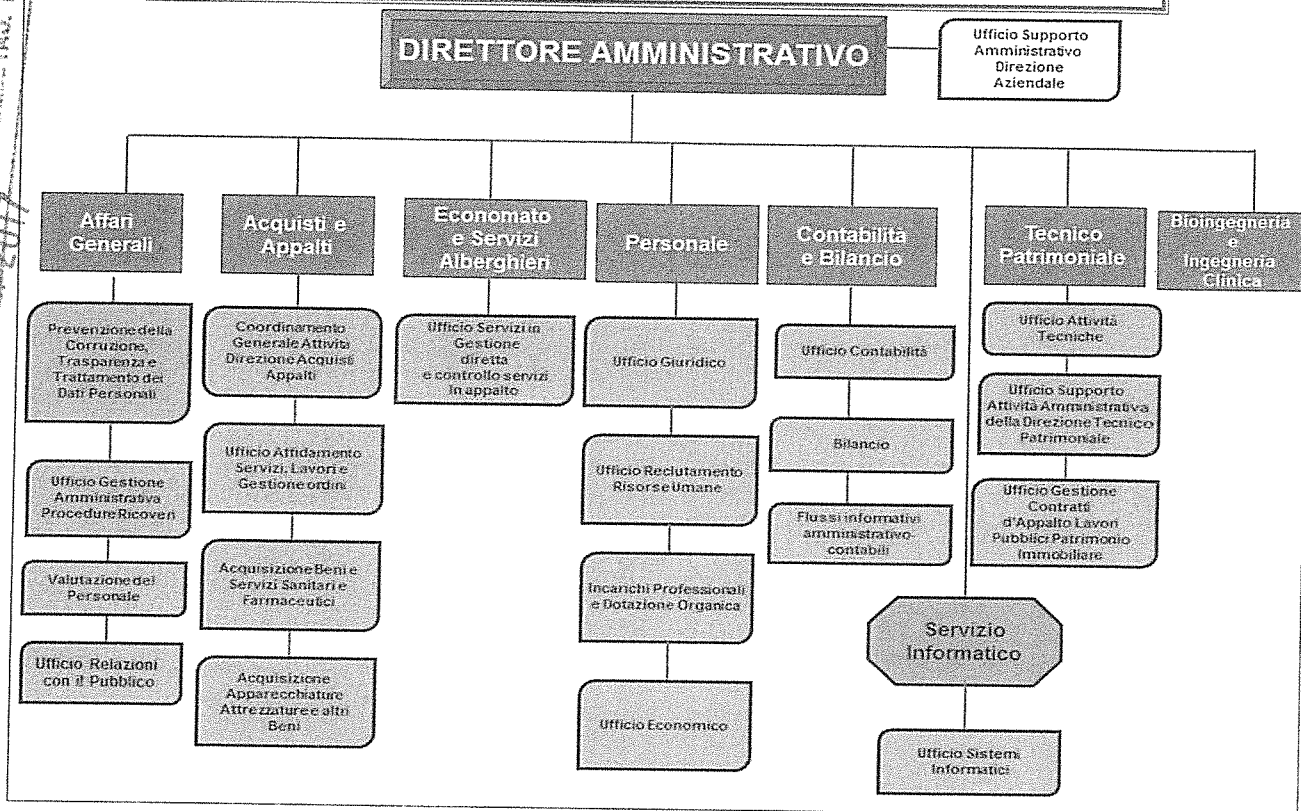 DIRETTORE AMMINISTRATIVO
Ufficio Supporto
Amministrativo
Direzione
Aziendale
Affari
Generali
Prevenzione della
Corruzione,
Trasparenza e
Trattamento dei
Dati Personali
Ufficio Gestione
Amministrativa
Procedure Ricoveri
Valutazione del
Personale
Ufficio Relazioni
con il Pubblico
Acquisti e
Appalti
Coordinamento
Generale Attivita
Direzione Acquisti
Appalti
Ufficio Affidamento
Servizi, Lavori e
Gestione ordini
Acquisizione Beni e
Servizi Sanitari e
Farmaceutici
Acquisizione
Apparecchiature
Attrezzature e altri
Beni
Economato
e Servizi
Alberghieri
Ufficio Servizi in
Gestione
diretta
e controllo servizi
In appalto
Personale
Ufficio Giuridico
Ufficio Reclutamento
Risorse Umane
Incarichi Professionali
e Dotazione Organica
Ufficio Economico
Contabilità
e Bilancio
Ufficio Contabilità
Bilancio
Flussi informativi
amministrativo-
contabili
Servizio
Informatico
Ufficio Sistemi
Informatici
Tecnico
Patrimoniale
Ufficio Attività
Tecniche
Ufficio Supporto
Attività Amministrativa
della Direzione Tecnico
Patrimoniale
Ufficio Gestione
Contratti
d'Appalto Lavori
Pubblici Patrimonio
Immobiliare
Bioingegneria
e
Ingegneria
Clinica
2017